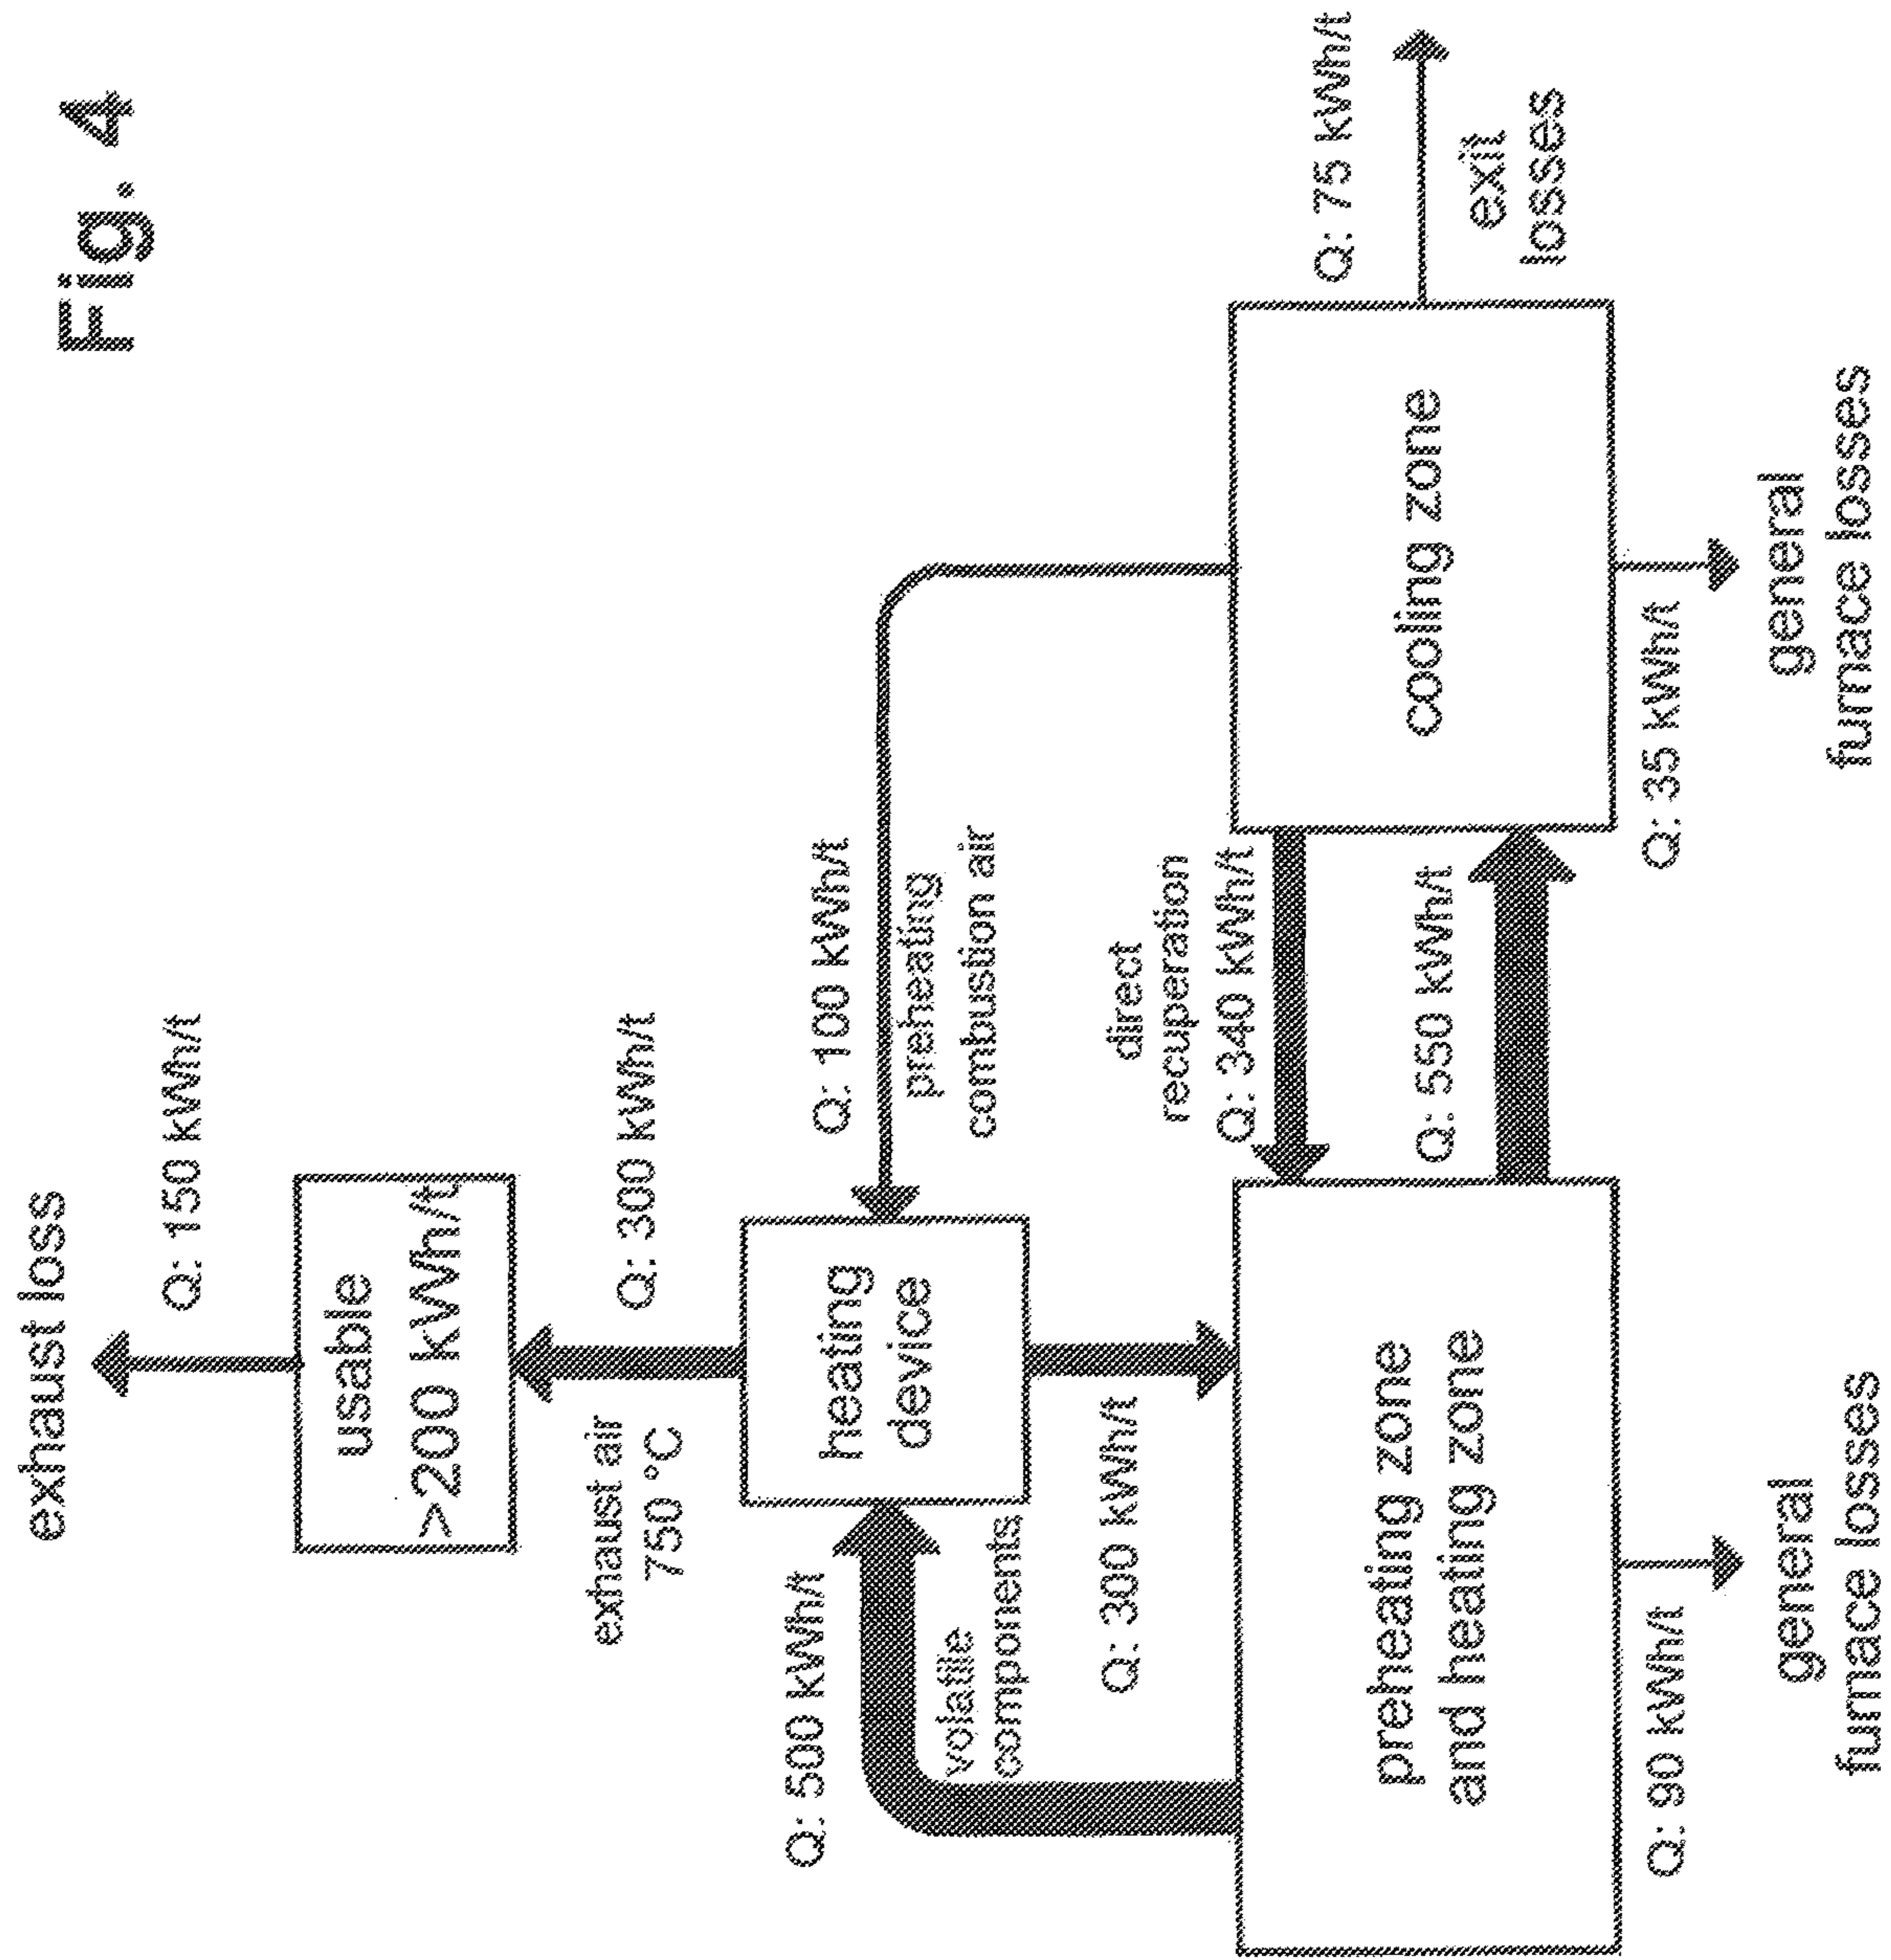 Fig. 4
exhaust loss
Q: 150 kWh/t
usable
>200 kWh/t
exhaust air
750 °C
Q: 300 kWh/t
heating
device
Q: 500 kWh/t
volatile
components
Q: 100 kWh/t
preheating
combustion air
Q: 300 kWh/t
direct
recuperation
Q: 340 kWh/t
Q: 550 kWh/t
preheating zone
and heating zone
cooling zone
Q: 75 kWh/t
exit
losses
Q: 90 kWh/t
general
furnace losses
Q: 35 kWh/t
general
furnace losses